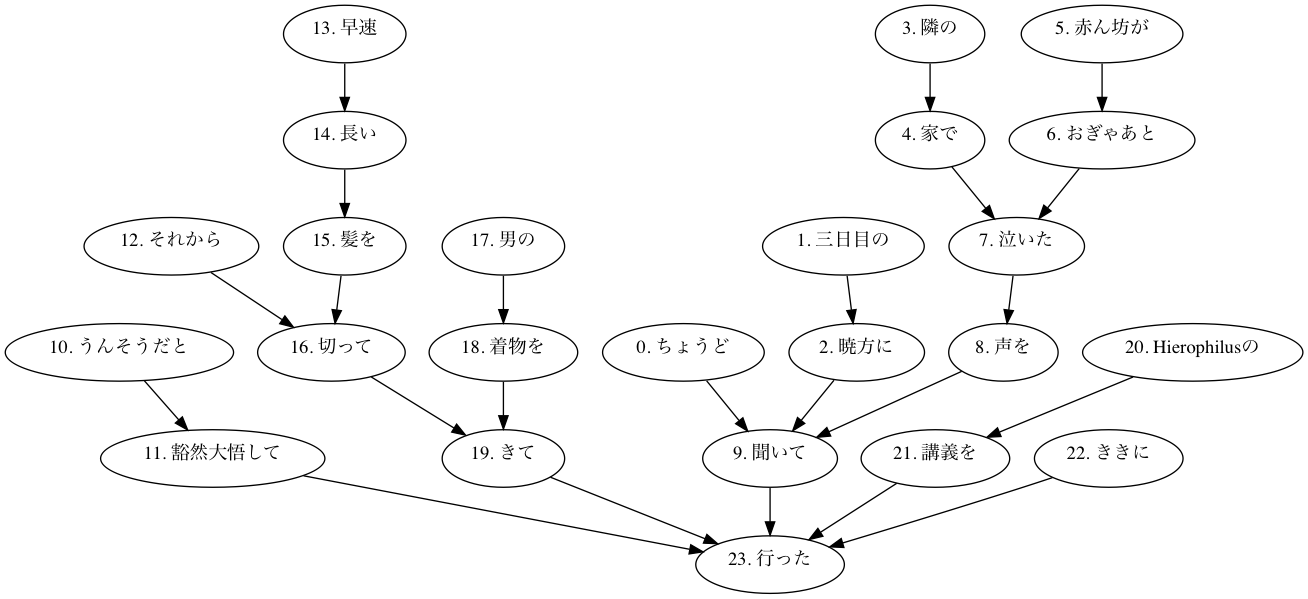 13. 早速
3. 隣の
5. 赤ん坊が
14. 長い
4. 家で
6. おぎゃあと
12. それから
15. 髪を
17. 男の
1. 三日目の
7. 泣いた
10. うんそうだと
16. 切って
18. 着物を
0. ちょうど
2. 暁方に
8. 声を
20. Hierophilusの
11. 豁然大悟して
19. きて
9. 聞いて
21. 講義を
22. ききに
23. 行った